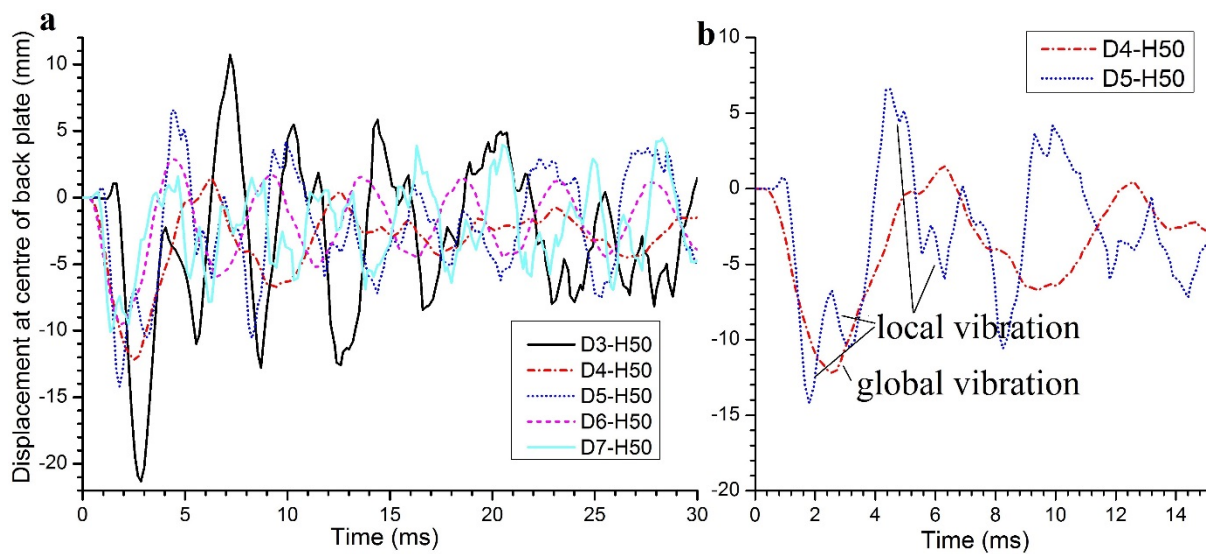 a
Displacement at centre of back plate (mm)
10
5
0
-5
-10
-15
-20
0
5
10
15
20
25
30
Time (ms)
D3-H50
D4-H50
D5-H50
D6-H50
D7-H50
b
10
5
0
-5
-10
-15
-20
0
2
4
6
8
10
12
14
Time (ms)
D4-H50
D5-H50
local vibration
global vibration